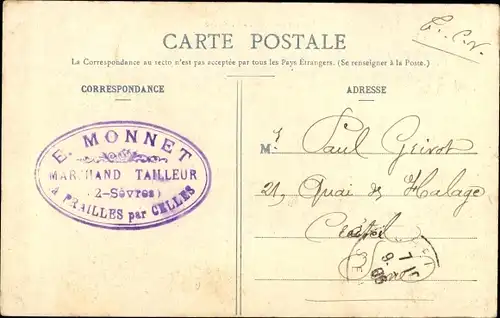 T.C.N.
CARTE POSTALE
La Correspondance au recto n'est pas acceptée par tous les Pays Étrangers. (Se renseigner à la Poste.)
CORRESPONDANCE
ADRESSE
E. MONNET
MARCHAND TAILLEUR
(2-Sèvres)
à PRAILLES par CELLES
M. Paul
21, Quai de Halage
Créteil